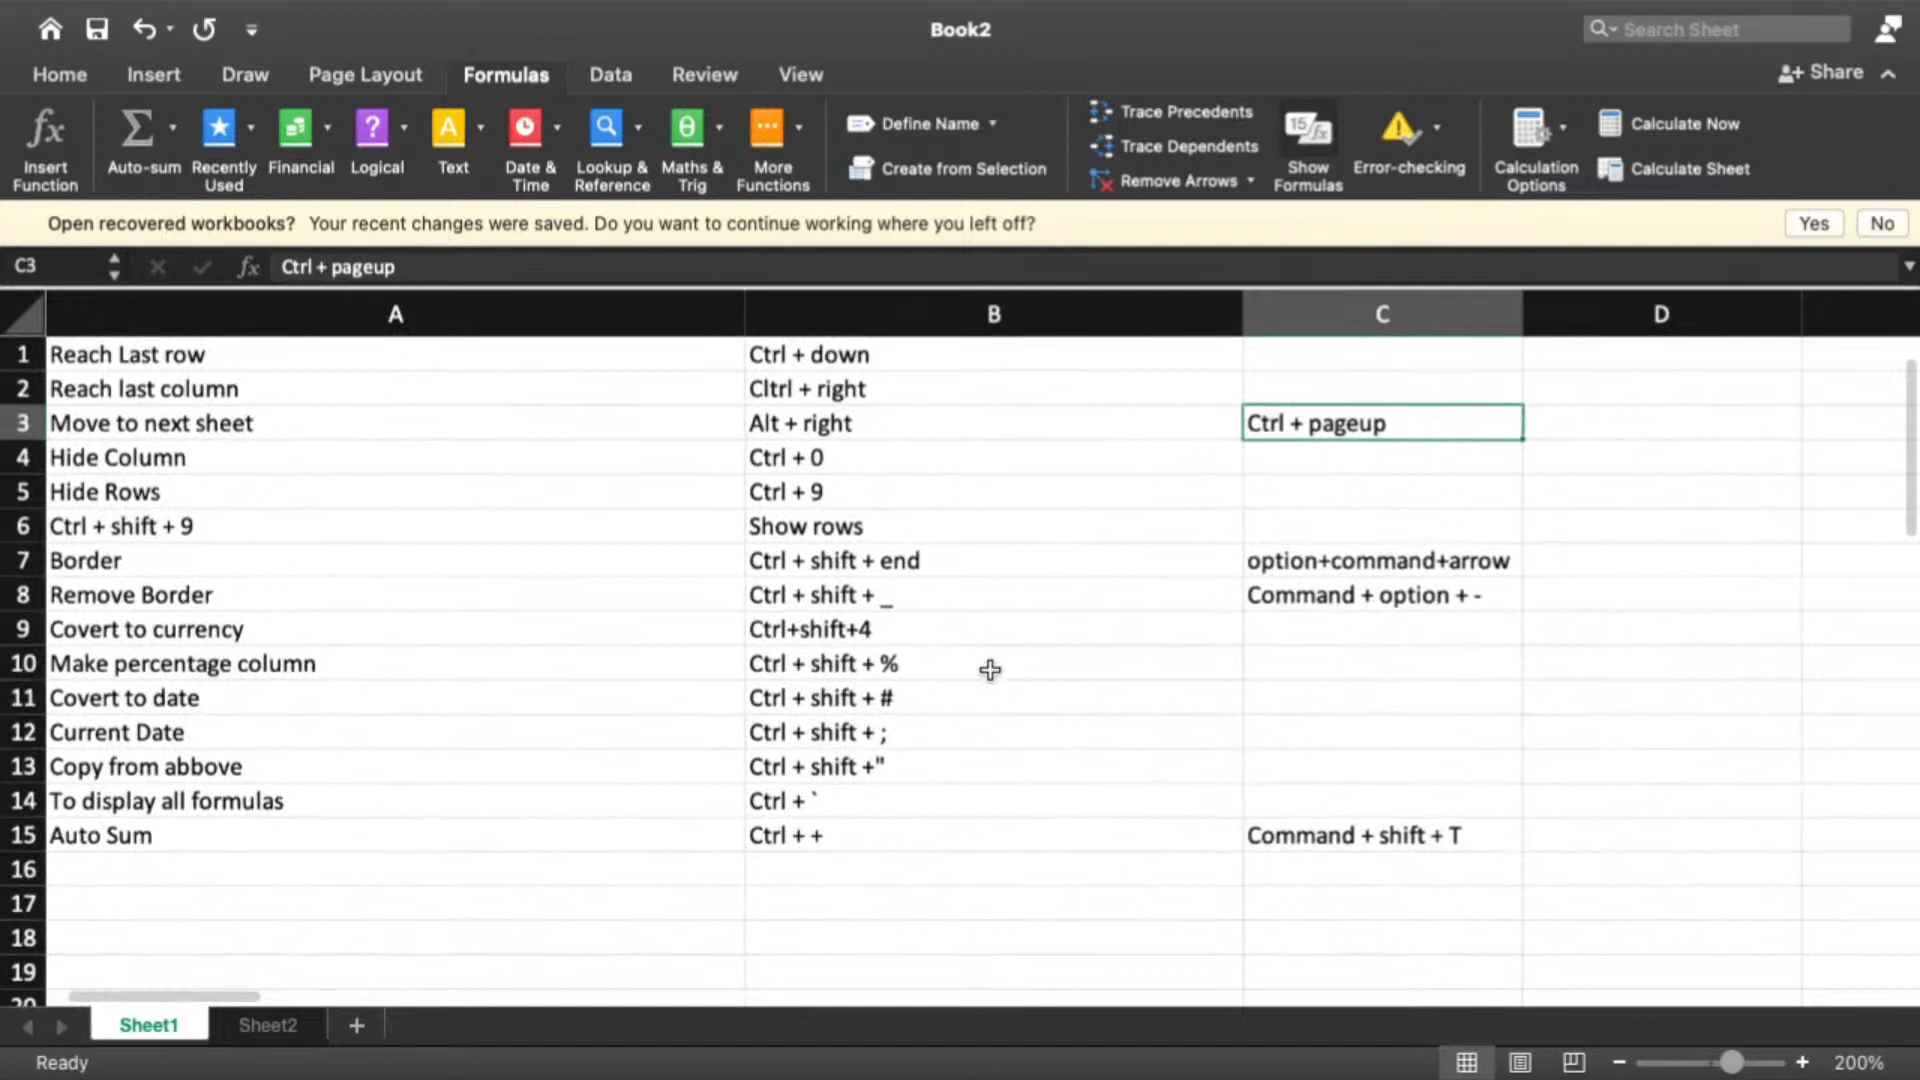 Book2
Search Sheet
Home Insert Draw Page Layout Formulas Data Review View
Share
Insert Function
Auto-sum
Recently Used
Financial
Logical
Text
Date & Time
Lookup & Reference
Maths & Trig
More Functions
Define Name
Create from Selection
Trace Precedents
Trace Dependents
Remove Arrows
Show Formulas
Error-checking
Calculation Options
Calculate Now
Calculate Sheet
Open recovered workbooks? Your recent changes were saved. Do you want to continue working where you left off? Yes No
C3 fx Ctrl + pageup
A B C D
1 Reach Last row Ctrl + down
2 Reach last column Cltrl + right
3 Move to next sheet Alt + right Ctrl + pageup
4 Hide Column Ctrl + 0
5 Hide Rows Ctrl + 9
6 Ctrl + shift + 9 Show rows
7 Border Ctrl + shift + end option+command+arrow
8 Remove Border Ctrl + shift + _ Command + option + -
9 Covert to currency Ctrl+shift+4
10 Make percentage column Ctrl + shift + %
11 Covert to date Ctrl + shift + #
12 Current Date Ctrl + shift + ;
13 Copy from abbove Ctrl + shift +"
14 To display all formulas Ctrl + `
15 Auto Sum Ctrl + + Command + shift + T
16
17
18
19
20
Sheet1 Sheet2 +
Ready 200%